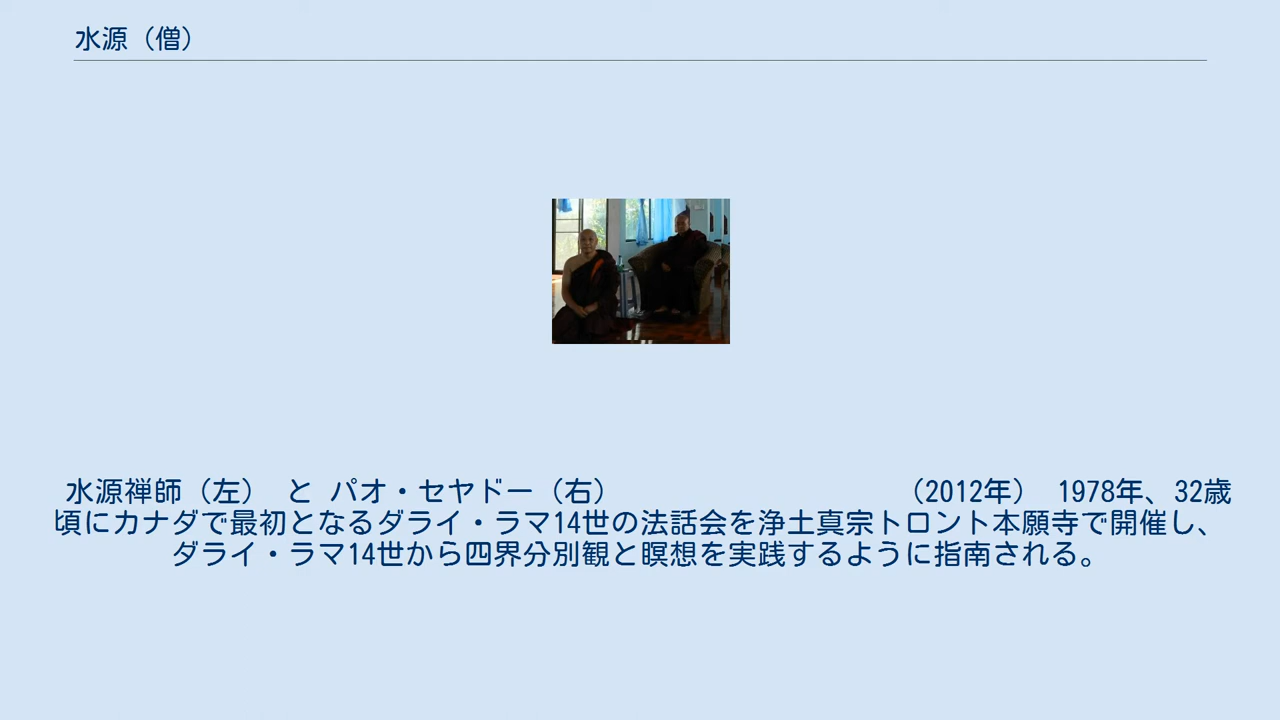 水源（僧）
水源禅師（左） と パオ・セヤドー（右） （2012年） 1978年、32歳
頃にカナダで最初となるダライ・ラマ14世の法話会を浄土真宗トロント本願寺で開催し、
ダライ・ラマ14世から四界分別観と瞑想を実践するように指南される。